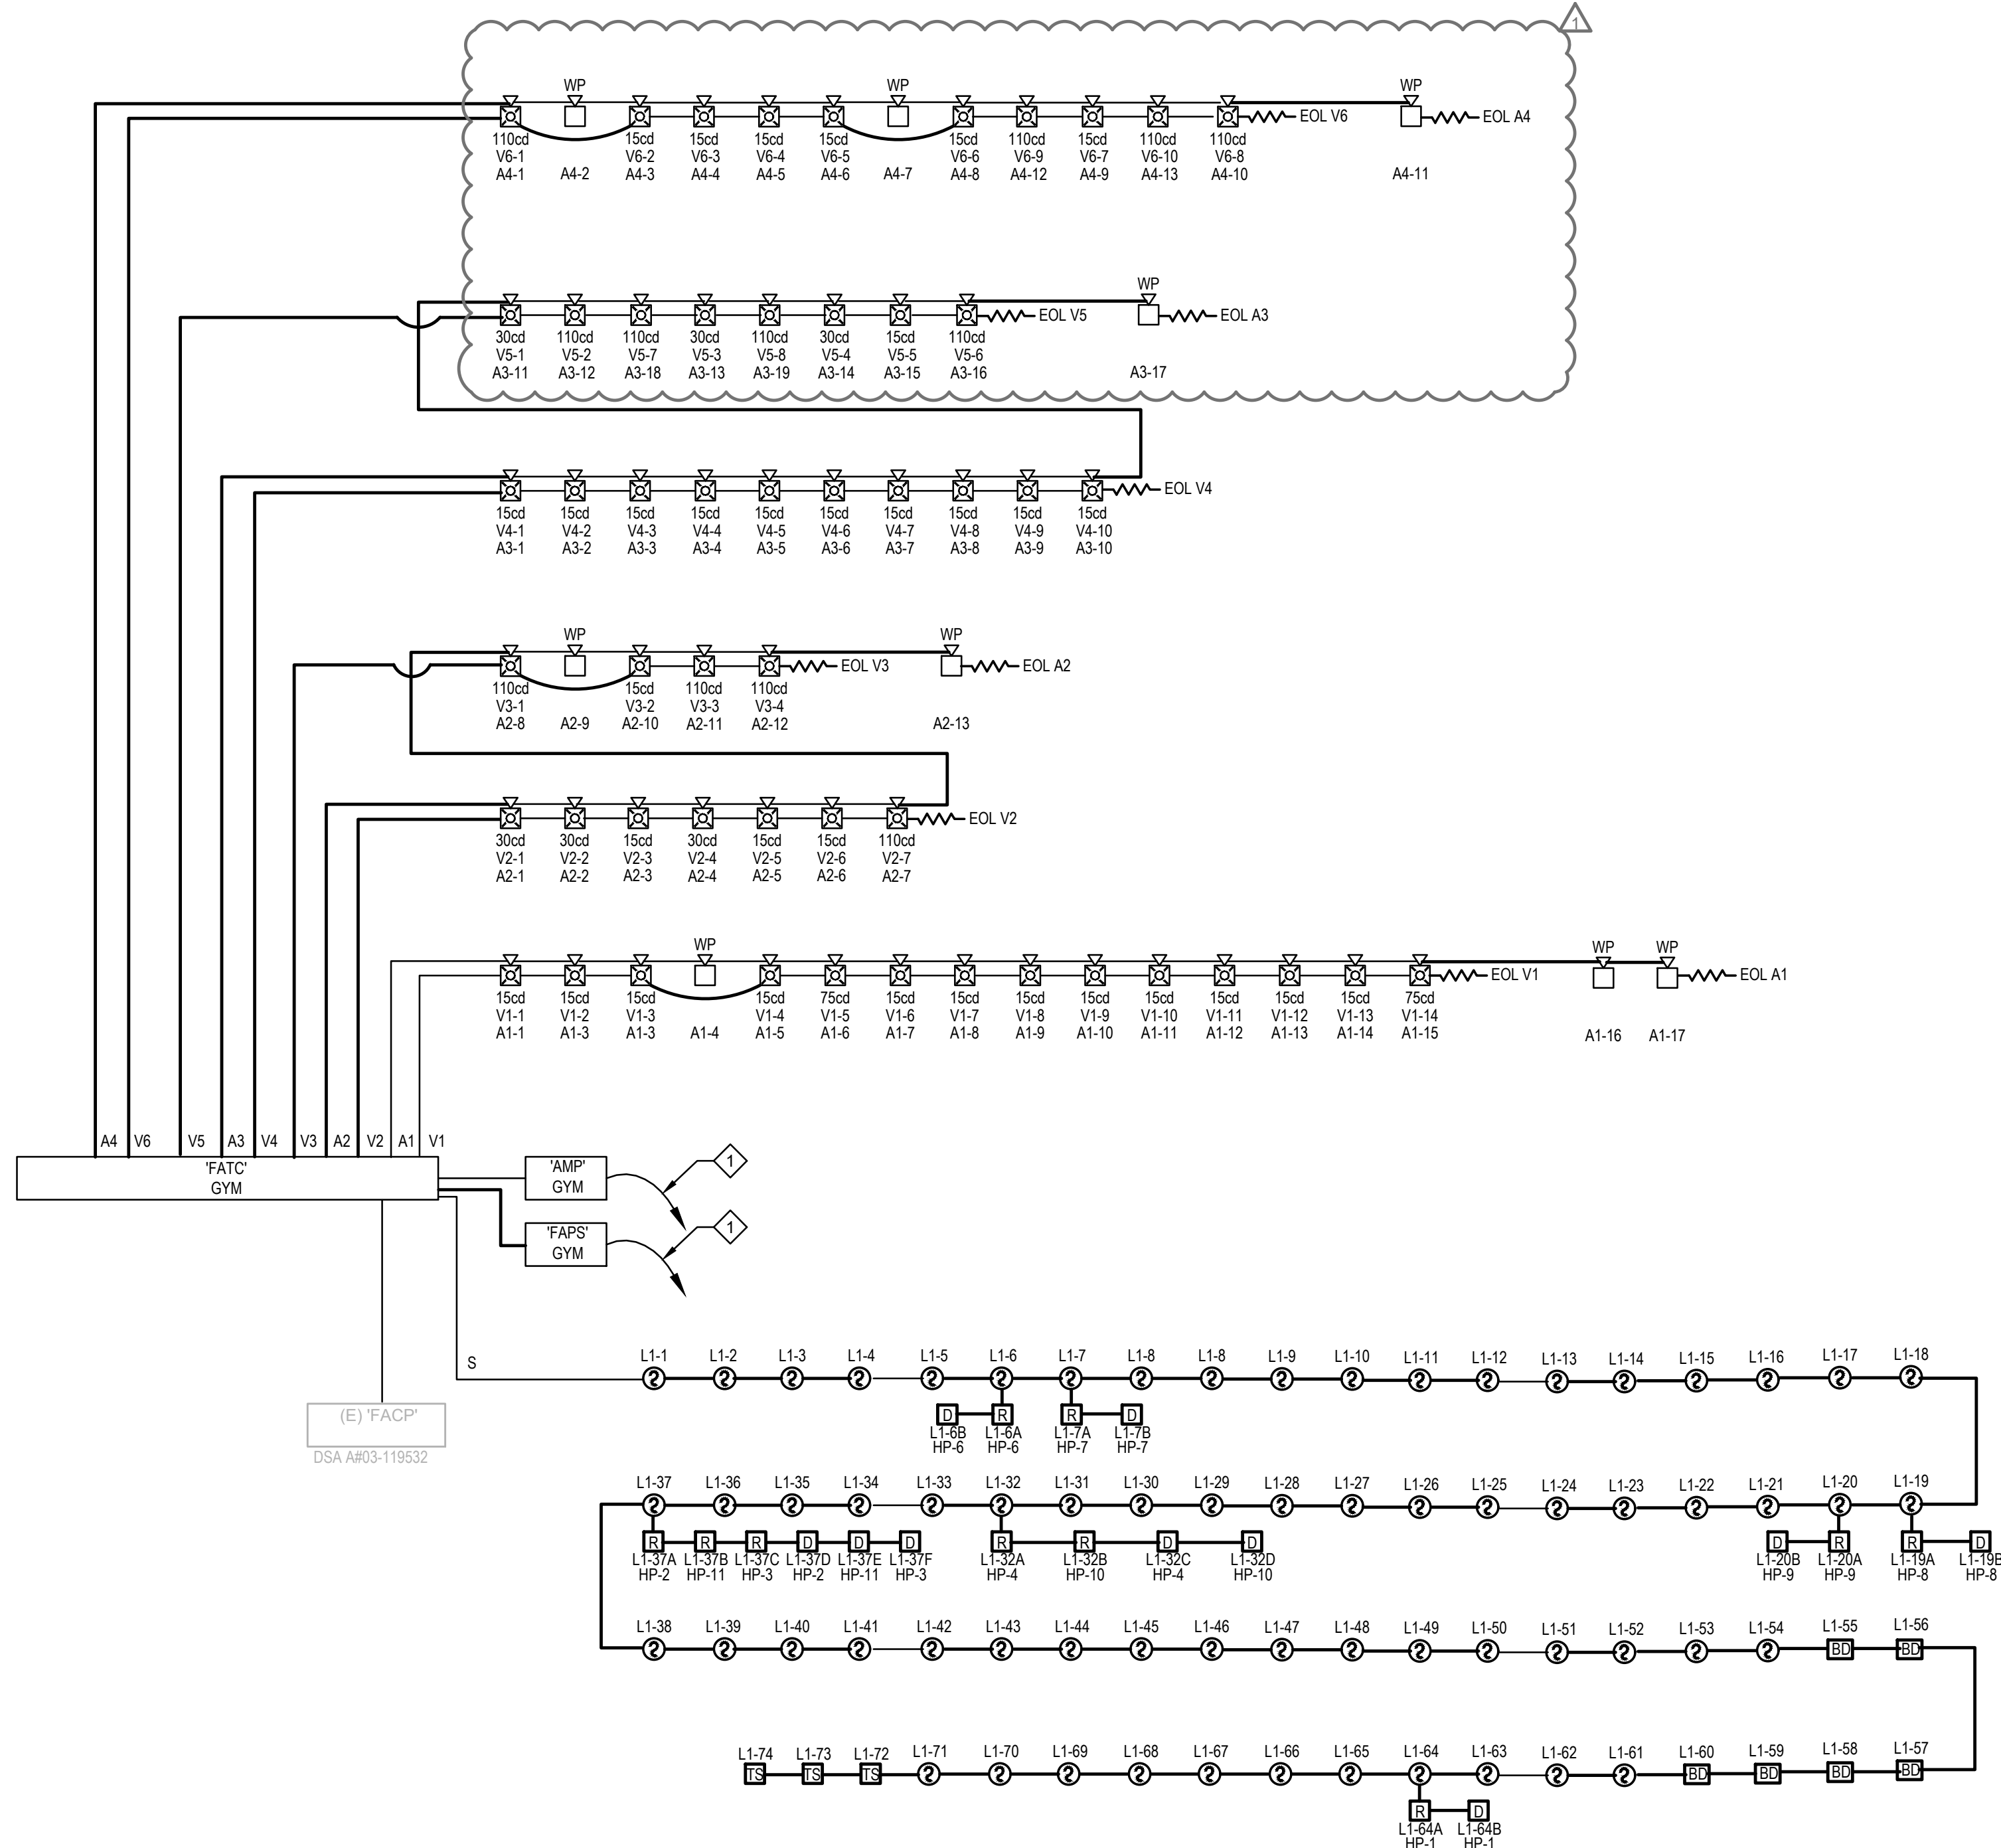 1
WP WP WP
EOL V6 EOL A4
110cd 15cd 15cd 15cd 15cd 15cd 110cd 15cd 110cd 110cd
V6-1 V6-2 V6-3 V6-4 V6-5 V6-6 V6-9 V6-7 V6-10 V6-8
A4-1 A4-2 A4-3 A4-4 A4-5 A4-6 A4-7 A4-8 A4-12 A4-9 A4-13 A4-10 A4-11
WP
EOL V5 EOL A3
30cd 110cd 110cd 30cd 110cd 30cd 15cd 110cd
V5-1 V5-2 V5-7 V5-3 V5-8 V5-4 V5-5 V5-6
A3-11 A3-12 A3-18 A3-13 A3-19 A3-14 A3-15 A3-16 A3-17
EOL V4
15cd 15cd 15cd 15cd 15cd 15cd 15cd 15cd 15cd 15cd
V4-1 V4-2 V4-3 V4-4 V4-5 V4-6 V4-7 V4-8 V4-9 V4-10
A3-1 A3-2 A3-3 A3-4 A3-5 A3-6 A3-7 A3-8 A3-9 A3-10
WP WP
EOL V3 EOL A2
110cd 15cd 110cd 110cd
V3-1 V3-2 V3-3 V3-4
A2-8 A2-9 A2-10 A2-11 A2-12 A2-13
EOL V2
30cd 30cd 15cd 30cd 15cd 15cd 110cd
V2-1 V2-2 V2-3 V2-4 V2-5 V2-6 V2-7
A2-1 A2-2 A2-3 A2-4 A2-5 A2-6 A2-7
WP WP WP
EOL V1 EOL A1
15cd 15cd 15cd 15cd 75cd 15cd 15cd 15cd 15cd 15cd 15cd 15cd 15cd 75cd
V1-1 V1-2 V1-3 V1-4 V1-5 V1-6 V1-7 V1-8 V1-9 V1-10 V1-11 V1-12 V1-13 V1-14
A1-1 A1-3 A1-3 A1-4 A1-5 A1-6 A1-7 A1-8 A1-9 A1-10 A1-11 A1-12 A1-13 A1-14 A1-15 A1-16 A1-17
A4 V6 V5 A3 V4 V3 A2 V2 A1 V1
'FATC'
GYM
'AMP'
GYM
1
'FAPS'
GYM
1
(E) 'FACP'
DSA A#03-119532
S
L1-1 L1-2 L1-3 L1-4 L1-5 L1-6 L1-7 L1-8 L1-8 L1-9 L1-10 L1-11 L1-12 L1-13 L1-14 L1-15 L1-16 L1-17 L1-18
D R R D
L1-6B L1-6A L1-7A L1-7B
HP-6 HP-6 HP-7 HP-7
L1-37 L1-36 L1-35 L1-34 L1-33 L1-32 L1-31 L1-30 L1-29 L1-28 L1-27 L1-26 L1-25 L1-24 L1-23 L1-22 L1-21 L1-20 L1-19
R R R D D D R R D D D R R D
L1-37A L1-37B L1-37C L1-37D L1-37E L1-37F L1-32A L1-32B L1-32C L1-32D L1-20B L1-20A L1-19A L1-19B
HP-2 HP-11 HP-3 HP-2 HP-11 HP-3 HP-4 HP-10 HP-4 HP-10 HP-9 HP-9 HP-8 HP-8
L1-38 L1-39 L1-40 L1-41 L1-42 L1-43 L1-44 L1-45 L1-46 L1-47 L1-48 L1-49 L1-50 L1-51 L1-52 L1-53 L1-54 L1-55 L1-56
BD BD
L1-74 L1-73 L1-72 L1-71 L1-70 L1-69 L1-68 L1-67 L1-66 L1-65 L1-64 L1-63 L1-62 L1-61 L1-60 L1-59 L1-58 L1-57
TS TS TS BD BD BD BD
R D
L1-64A L1-64B
HP-1 HP-1